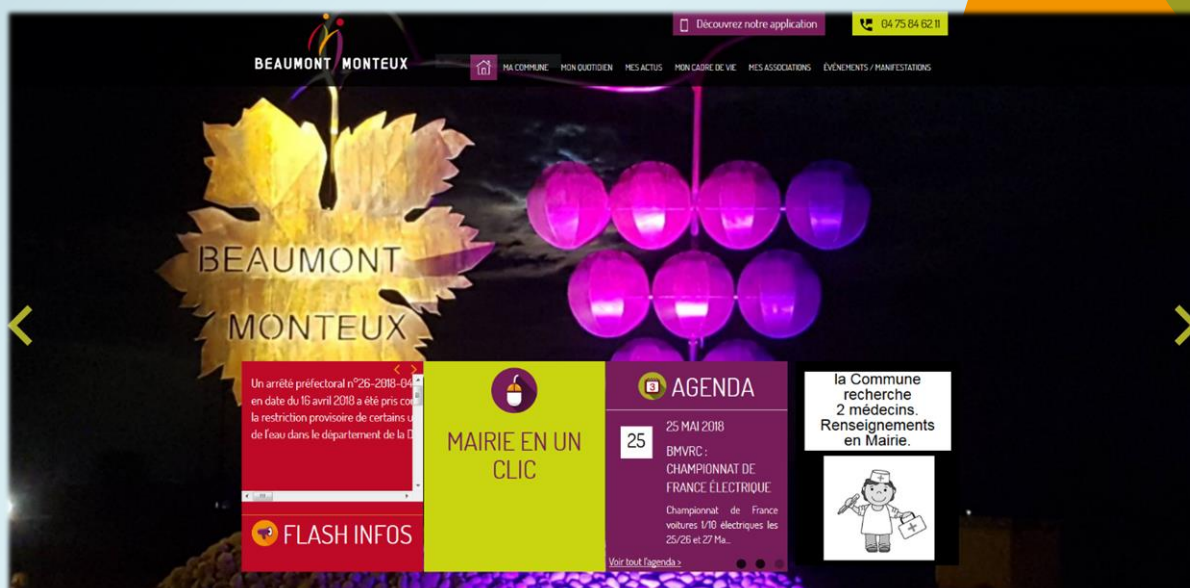 Découvrez notre application
04 75 84 62 11
BEAUMONT MONTEUX
MA COMMUNE MON QUOTIDIEN MES ACTUS MON CADRE DE VIE MES ASSOCIATIONS ÉVÉNEMENTS / MANIFESTATIONS
BEAUMONT
MONTEUX
Un arrêté préfectoral n°26-2018-04
en date du 16 avril 2018 a été pris
la restriction provisoire de certains
de l'eau dans le département de la
FLASH INFOS
MAIRIE EN UN
CLIC
3
AGENDA
25
25 MAI 2018
BMVRC :
CHAMPIONNAT DE
FRANCE ÉLECTRIQUE
Championnat de France
voitures 1/10 électriques les
25/26 et 27 Ma...
Voir tout l'agenda >
la Commune
recherche
2 médecins.
Renseignements
en Mairie.